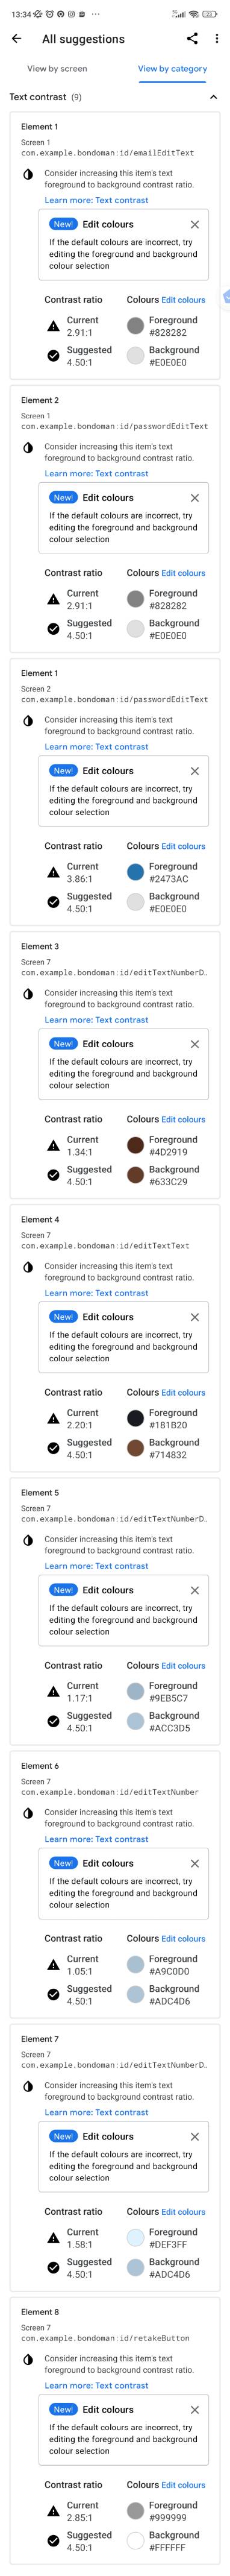 13:34
23
All suggestions
View by screen
View by category
Text contrast (9)
Element 1
Screen 1
com.example.bondoman:id/emailEditText
Consider increasing this item's text
foreground to background contrast ratio.
Learn more: Text contrast
New! Edit colours
If the default colours are incorrect, try
editing the foreground and background
colour selection
Contrast ratio
Colours Edit colours
Current
2.91:1
Foreground
#828282
Suggested
4.50:1
Background
#E0E0E0
Element 2
Screen 1
com.example.bondoman:id/passwordEditText
Consider increasing this item's text
foreground to background contrast ratio.
Learn more: Text contrast
New! Edit colours
If the default colours are incorrect, try
editing the foreground and background
colour selection
Contrast ratio
Colours Edit colours
Current
2.91:1
Foreground
#828282
Suggested
4.50:1
Background
#E0E0E0
Element 1
Screen 2
com.example.bondoman:id/passwordEditText
Consider increasing this item's text
foreground to background contrast ratio.
Learn more: Text contrast
New! Edit colours
If the default colours are incorrect, try
editing the foreground and background
colour selection
Contrast ratio
Colours Edit colours
Current
3.86:1
Foreground
#2473AC
Suggested
4.50:1
Background
#E0E0E0
Element 3
Screen 7
com.example.bondoman:id/editTextNumberD..
Consider increasing this item's text
foreground to background contrast ratio.
Learn more: Text contrast
New! Edit colours
If the default colours are incorrect, try
editing the foreground and background
colour selection
Contrast ratio
Colours Edit colours
Current
1.34:1
Foreground
#4D2919
Suggested
4.50:1
Background
#633C29
Element 4
Screen 7
com.example.bondoman:id/editTextText
Consider increasing this item's text
foreground to background contrast ratio.
Learn more: Text contrast
New! Edit colours
If the default colours are incorrect, try
editing the foreground and background
colour selection
Contrast ratio
Colours Edit colours
Current
2.20:1
Foreground
#181B20
Suggested
4.50:1
Background
#714832
Element 5
Screen 7
com.example.bondoman:id/editTextNumberD..
Consider increasing this item's text
foreground to background contrast ratio.
Learn more: Text contrast
New! Edit colours
If the default colours are incorrect, try
editing the foreground and background
colour selection
Contrast ratio
Colours Edit colours
Current
1.17:1
Foreground
#9EB5C7
Suggested
4.50:1
Background
#ACC3D5
Element 6
Screen 7
com.example.bondoman:id/editTextNumber
Consider increasing this item's text
foreground to background contrast ratio.
Learn more: Text contrast
New! Edit colours
If the default colours are incorrect, try
editing the foreground and background
colour selection
Contrast ratio
Colours Edit colours
Current
1.05:1
Foreground
#A9C0D0
Suggested
4.50:1
Background
#ADC4D6
Element 7
Screen 7
com.example.bondoman:id/editTextNumberD..
Consider increasing this item's text
foreground to background contrast ratio.
Learn more: Text contrast
New! Edit colours
If the default colours are incorrect, try
editing the foreground and background
colour selection
Contrast ratio
Colours Edit colours
Current
1.58:1
Foreground
#DEF3FF
Suggested
4.50:1
Background
#ADC4D6
Element 8
Screen 7
com.example.bondoman:id/retakeButton
Consider increasing this item's text
foreground to background contrast ratio.
Learn more: Text contrast
New! Edit colours
If the default colours are incorrect, try
editing the foreground and background
colour selection
Contrast ratio
Colours Edit colours
Current
2.85:1
Foreground
#999999
Suggested
4.50:1
Background
#FFFFFF